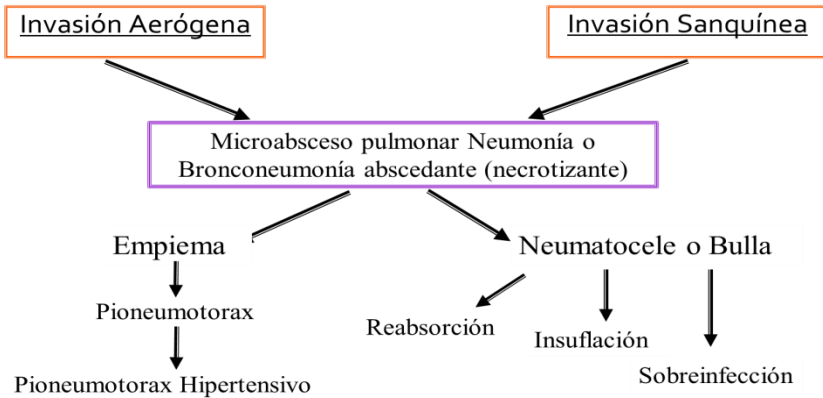 Invasión Aerógena
Invasión Sanquínea
Microabsceso pulmonar Neumonía o
Bronconeumonía abscedante (necrotizante)
Empiema
Neumatocele o Bulla
Pioneumotorax
Reabsorción
Insuflación
Pioneumotorax Hipertensivo
Sobreinfección